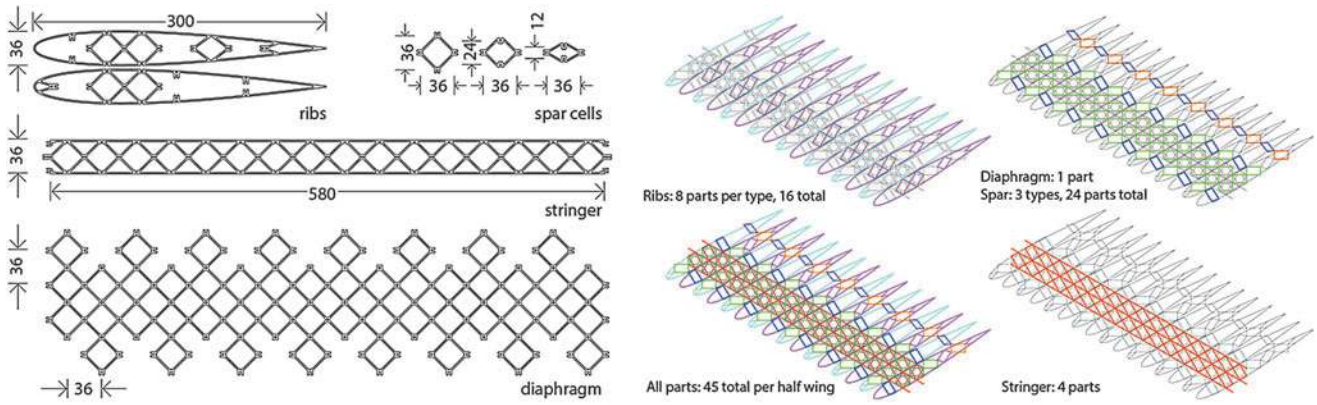 300
36
ribs
36
24
12
36
36
36
spar cells
36
580
stringer
36
36
diaphragm
Ribs: 8 parts per type, 16 total
Diaphragm: 1 part
Spar: 3 types, 24 parts total
All parts: 45 total per half wing
Stringer: 4 parts